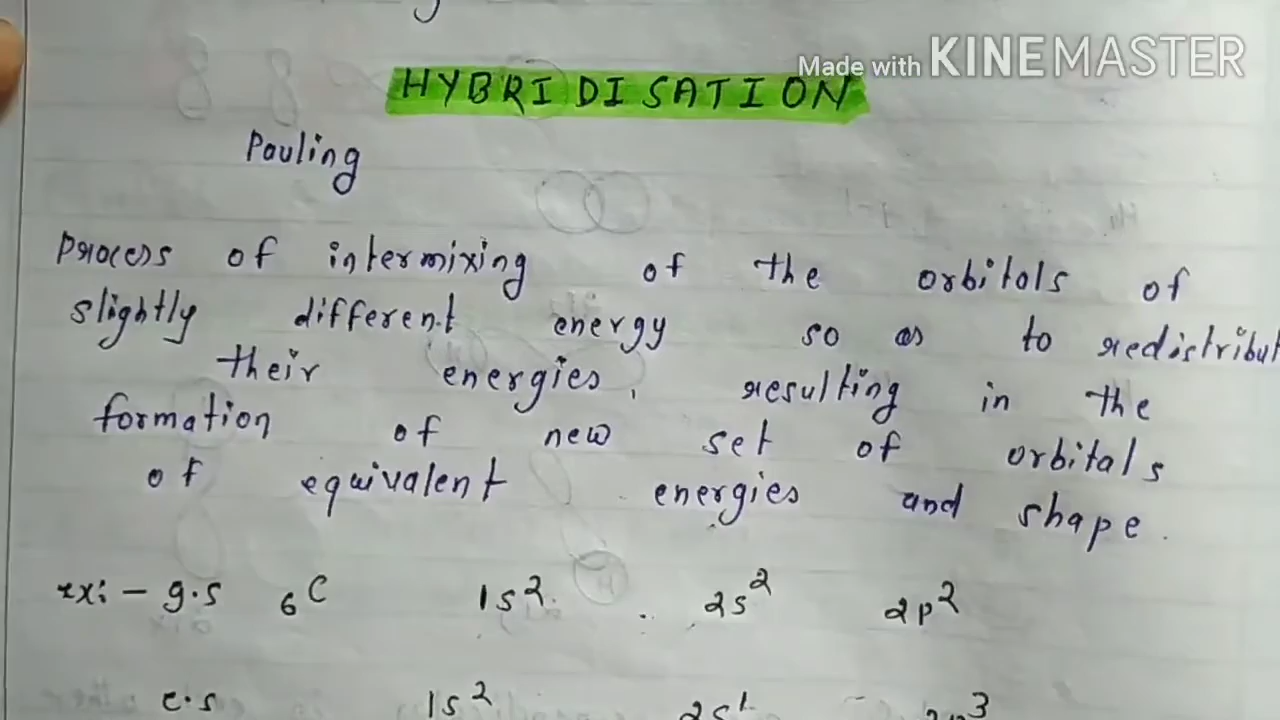 Made with KINEMASTER
HYBRIDISATION
Pauling
Process of intermixing of the orbitals of
slightly different energy so as to redistribut
their energies, resulting in the
formation of new set of orbitals
of equivalent energies and shape.
Ex:- g.s 6C 1s² 2s² 2p²
e.s 1s² 2s¹ 2p³